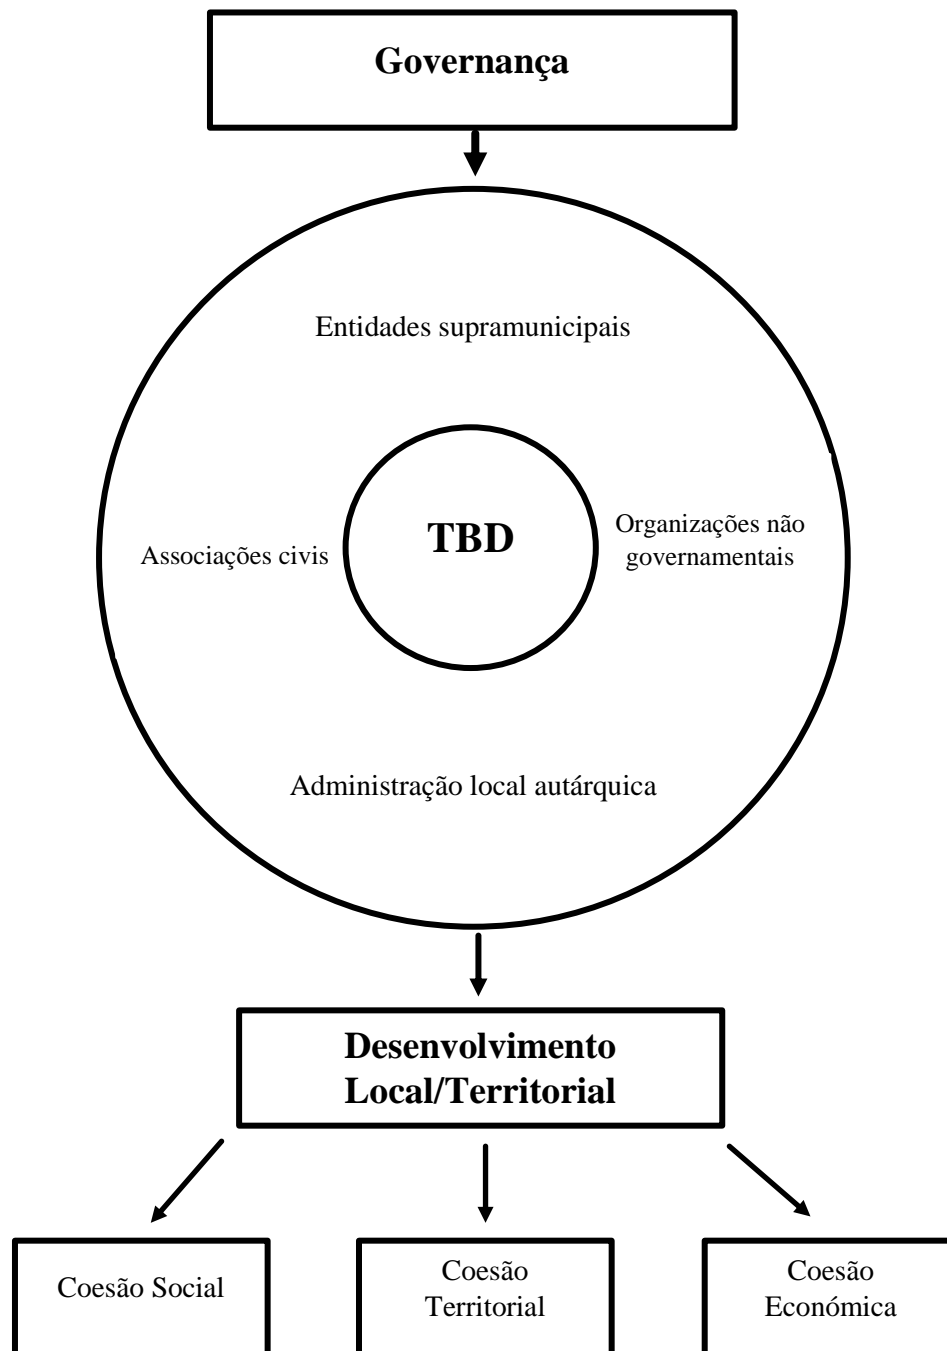 Governança
Entidades supramunicipais
TBD
Associações civis
Organizações não
governamentais
Administração local autárquica
Desenvolvimento
Local/Territorial
Coesão Social
Coesão
Territorial
Coesão
Económica